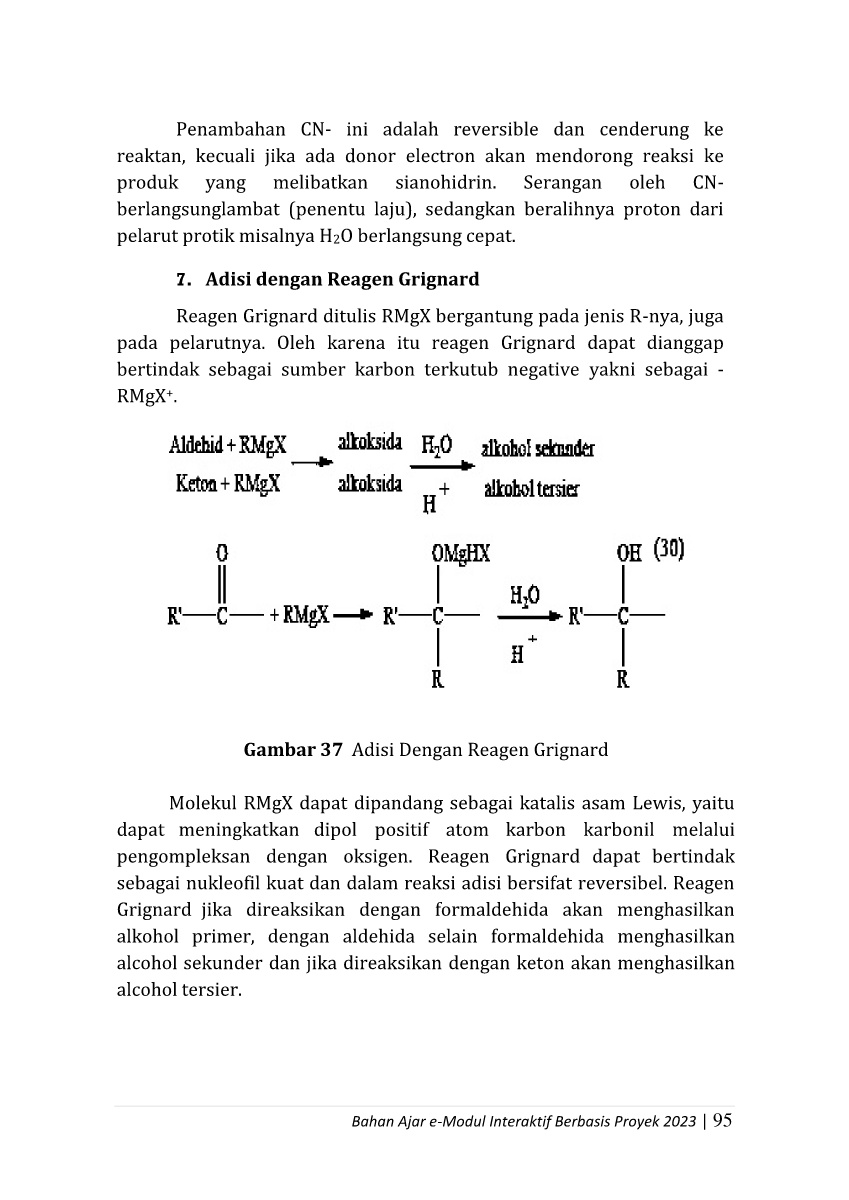 Penambahan CN- ini adalah reversible dan cenderung ke
reaktan, kecuali jika ada donor electron akan mendorong reaksi ke
produk yang melibatkan sianohidrin. Serangan oleh CN-
berlangsunglambat (penentu laju), sedangkan beralihnya proton dari
pelarut protik misalnya H₂O berlangsung cepat.
7. Adisi dengan Reagen Grignard
Reagen Grignard ditulis RMgX bergantung pada jenis R-nya, juga
pada pelarutnya. Oleh karena itu reagen Grignard dapat dianggap
bertindak sebagai sumber karbon terkutub negative yakni sebagai -
RMgX⁺.
Aldehid + RMgX alkoksida H₂O alkohol sekunder
Keton + RMgX alkoksida H⁺ alkohol tersier
O OMgHX OH (30)
R' C + RMgX R' C H₂O R' C
H⁺
R R
Gambar 37 Adisi Dengan Reagen Grignard
Molekul RMgX dapat dipandang sebagai katalis asam Lewis, yaitu
dapat meningkatkan dipol positif atom karbon karbonil melalui
pengompleksan dengan oksigen. Reagen Grignard dapat bertindak
sebagai nukleofil kuat dan dalam reaksi adisi bersifat reversibel. Reagen
Grignard jika direaksikan dengan formaldehida akan menghasilkan
alkohol primer, dengan aldehida selain formaldehida menghasilkan
alcohol sekunder dan jika direaksikan dengan keton akan menghasilkan
alcohol tersier.
Bahan Ajar e-Modul Interaktif Berbasis Proyek 2023 | 95